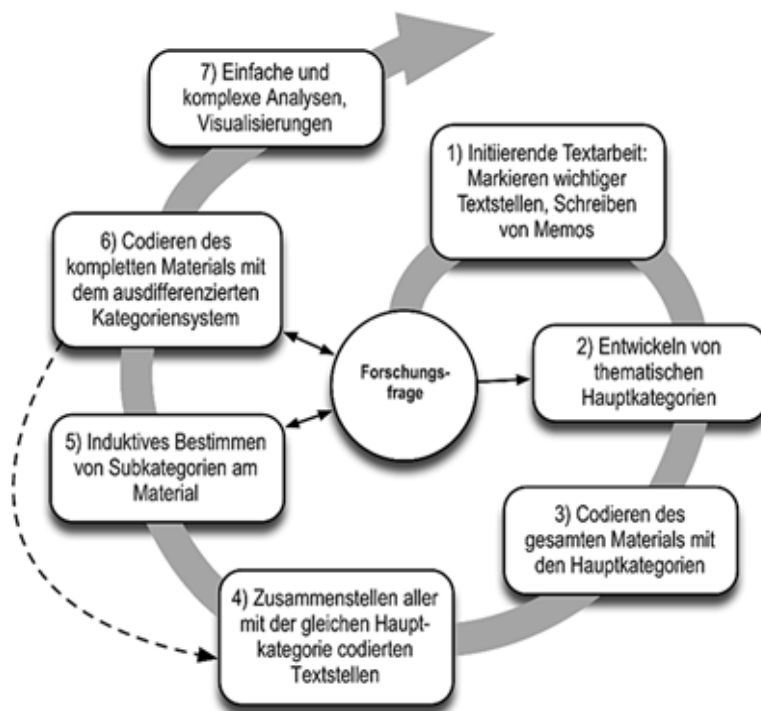 7) Einfache und
komplexe Analysen,
Visualisierungen
1) Initiierende Textarbeit:
Markieren wichtiger
Textstellen, Schreiben
von Memos
6) Codieren des
kompletten Materials mit
dem ausdifferenzierten
Kategoriensystem
Forschungs-
frage
2) Entwickeln von
thematischen
Hauptkategorien
5) Induktives Bestimmen
von Subkategorien am
Material
3) Codieren des
gesamten Materials mit
den Hauptkategorien
4) Zusammenstellen aller
mit der gleichen Haupt-
kategorie codierten
Textstellen